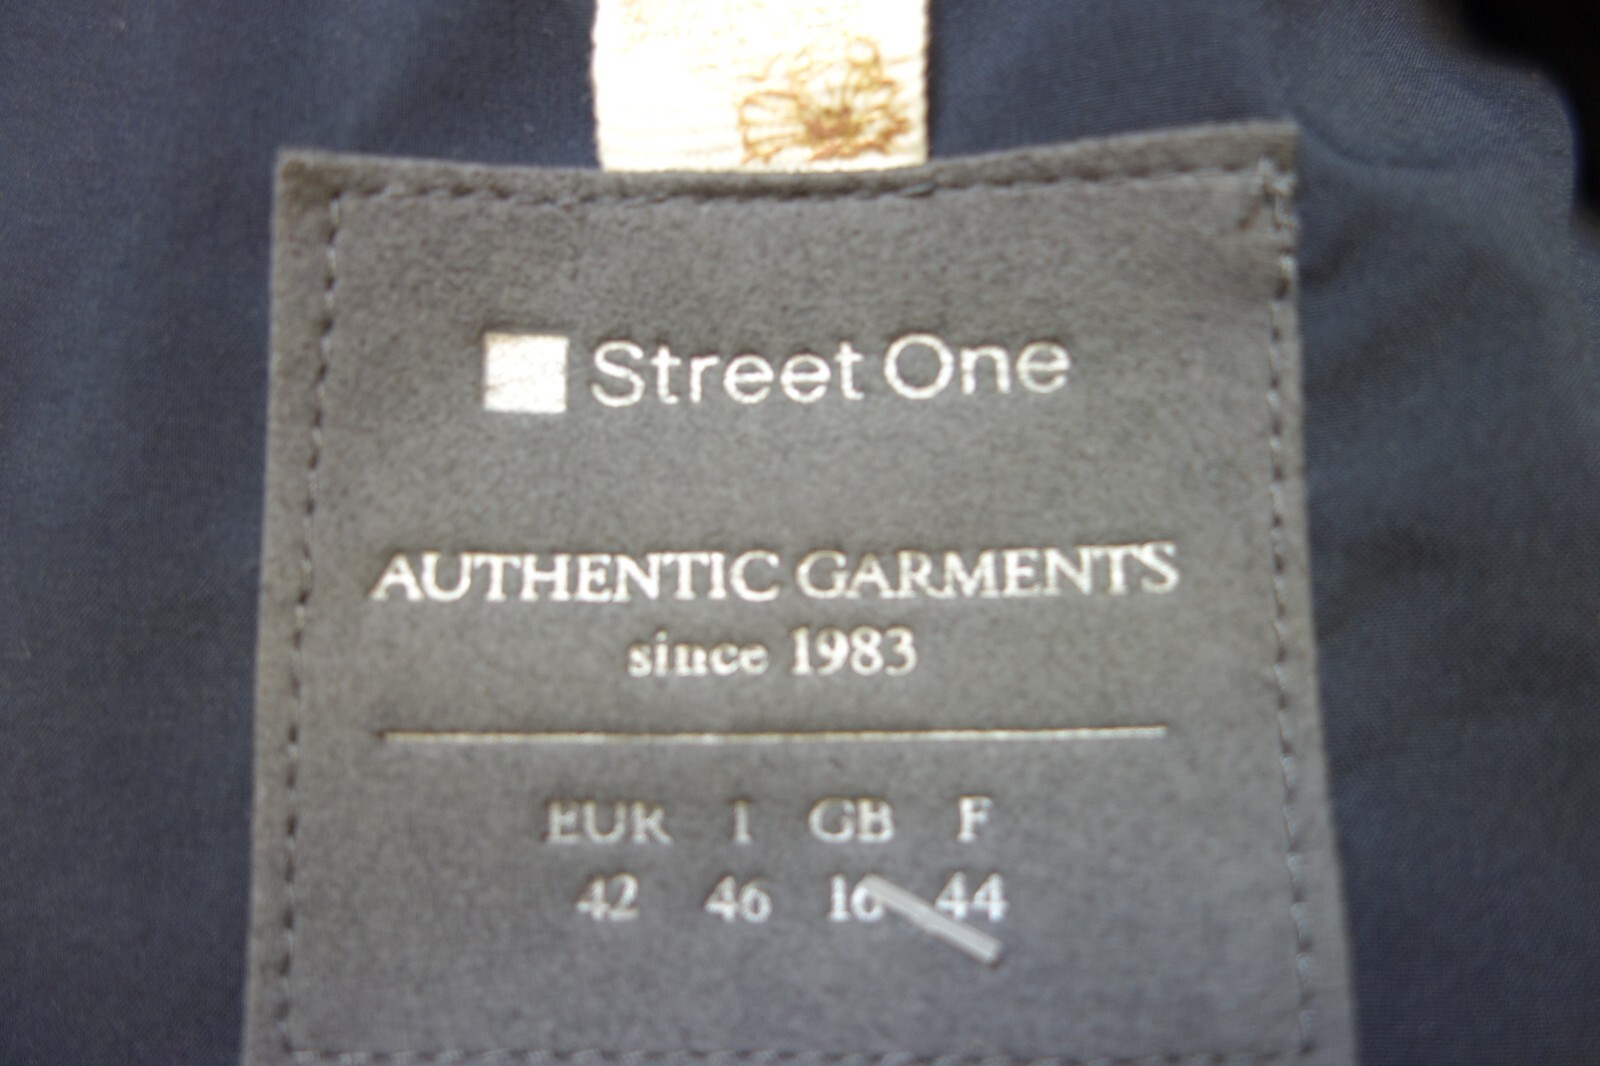 Street One
AUTHENTIC GARMENTS
since 1983
EUR I GB F
42 46 16 44